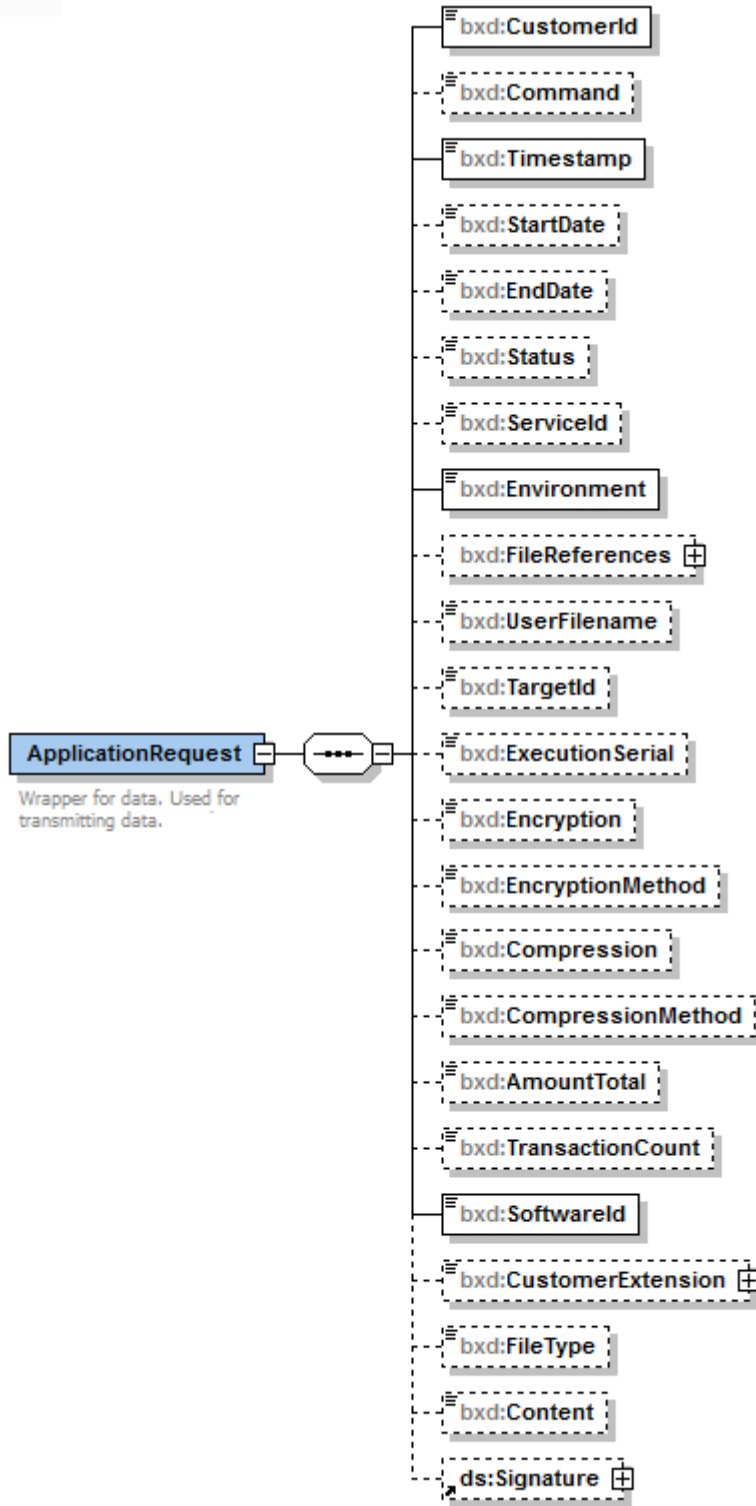 bxd:CustomerId
bxd:Command
bxd:Timestamp
bxd:StartDate
bxd:EndDate
bxd:Status
bxd:ServiceId
bxd:Environment
bxd:FileReferences
bxd:UserFilename
bxd:TargetId
ApplicationRequest
bxd:ExecutionSerial
Wrapper for data. Used for
transmitting data.
bxd:Encryption
bxd:EncryptionMethod
bxd:Compression
bxd:CompressionMethod
bxd:AmountTotal
bxd:TransactionCount
bxd:SoftwareId
bxd:CustomerExtension
bxd:FileType
bxd:Content
ds:Signature